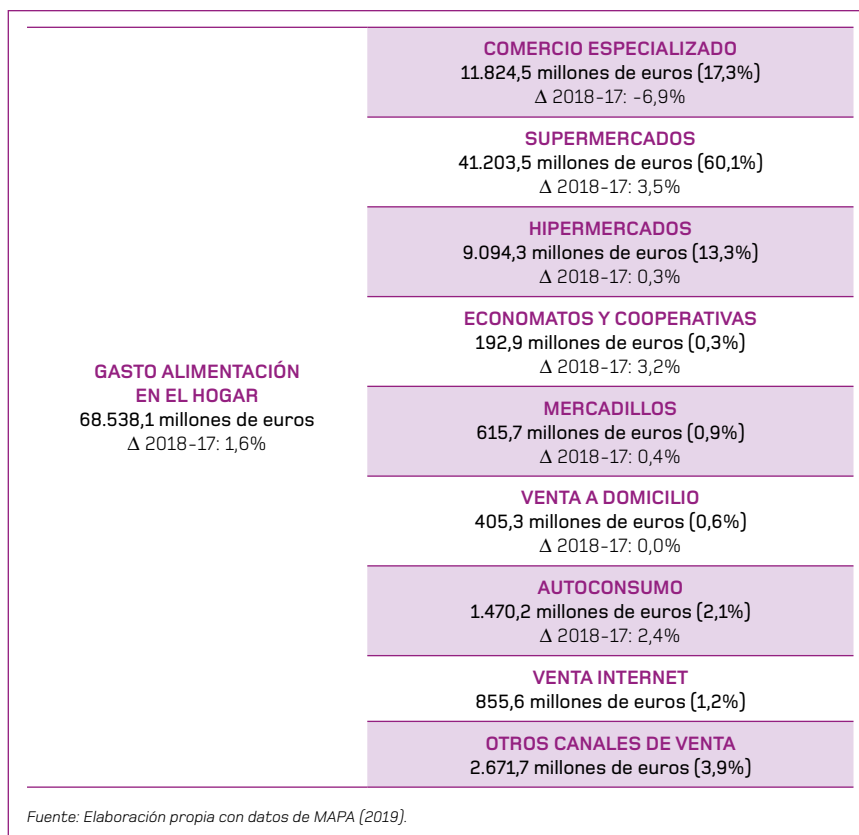 GASTO ALIMENTACIÓN
EN EL HOGAR
68.538,1 millones de euros
Δ 2018-17: 1,6%
COMERCIO ESPECIALIZADO
11.824,5 millones de euros (17,3%)
Δ 2018-17: -6,9%
SUPERMERCADOS
41.203,5 millones de euros (60,1%)
Δ 2018-17: 3,5%
HIPERMERCADOS
9.094,3 millones de euros (13,3%)
Δ 2018-17: 0,3%
ECONOMATOS Y COOPERATIVAS
192,9 millones de euros (0,3%)
Δ 2018-17: 3,2%
MERCADILLOS
615,7 millones de euros (0,9%)
Δ 2018-17: 0,4%
VENTA A DOMICILIO
405,3 millones de euros (0,6%)
Δ 2018-17: 0,0%
AUTOCONSUMO
1.470,2 millones de euros (2,1%)
Δ 2018-17: 2,4%
VENTA INTERNET
855,6 millones de euros (1,2%)
OTROS CANALES DE VENTA
2.671,7 millones de euros (3,9%)
Fuente: Elaboración propia con datos de MAPA (2019).